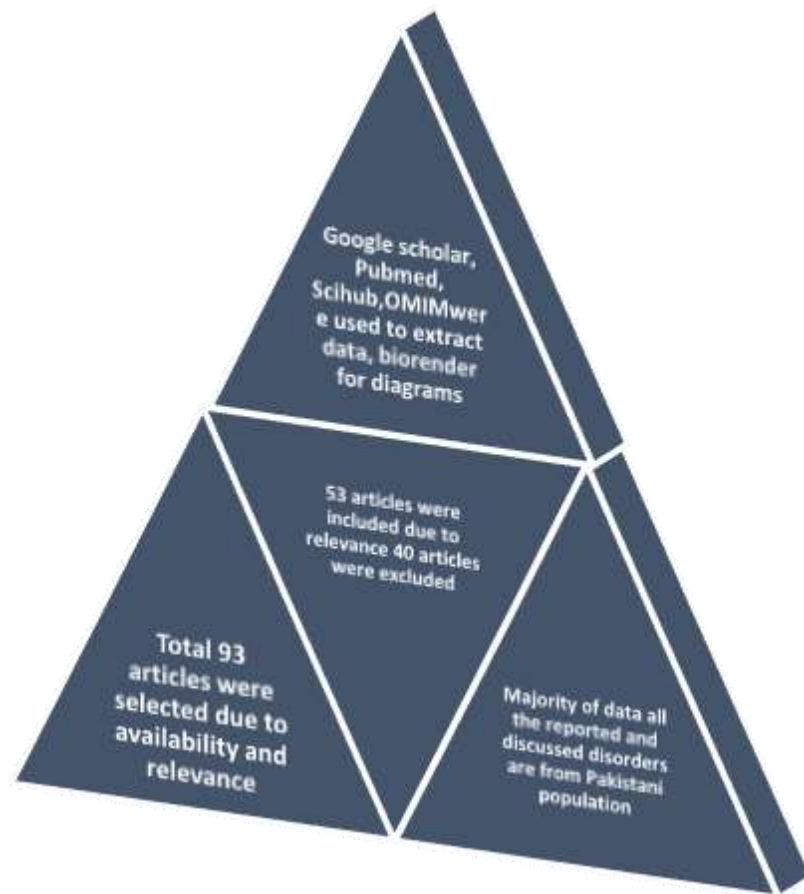 Google scholar,
Pubmed,
Scihub,OMIMwer
e used to extract
data, biorender
for diagrams
53 articles were
included due to
relevance 40 articles
were excluded
Total 93
articles were
selected due to
availability and
relevance
Majority of data all
the reported and
discussed disorders
are from Pakistani
population